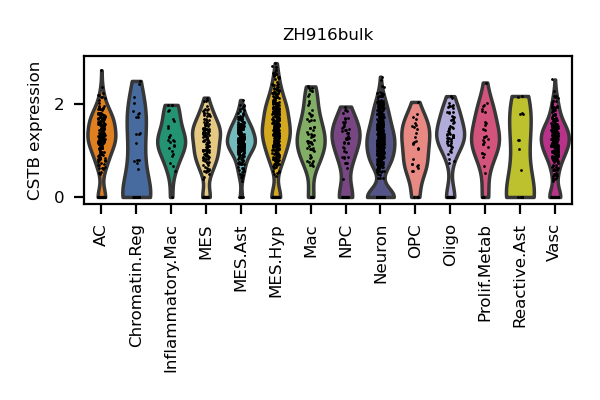 ZH916bulk
CSTB expression
2
0
AC
Chromatin.Reg
Inflammatory.Mac
MES
MES.Ast
MES.Hyp
Mac
NPC
Neuron
OPC
Oligo
Prolif.Metab
Reactive.Ast
Vasc